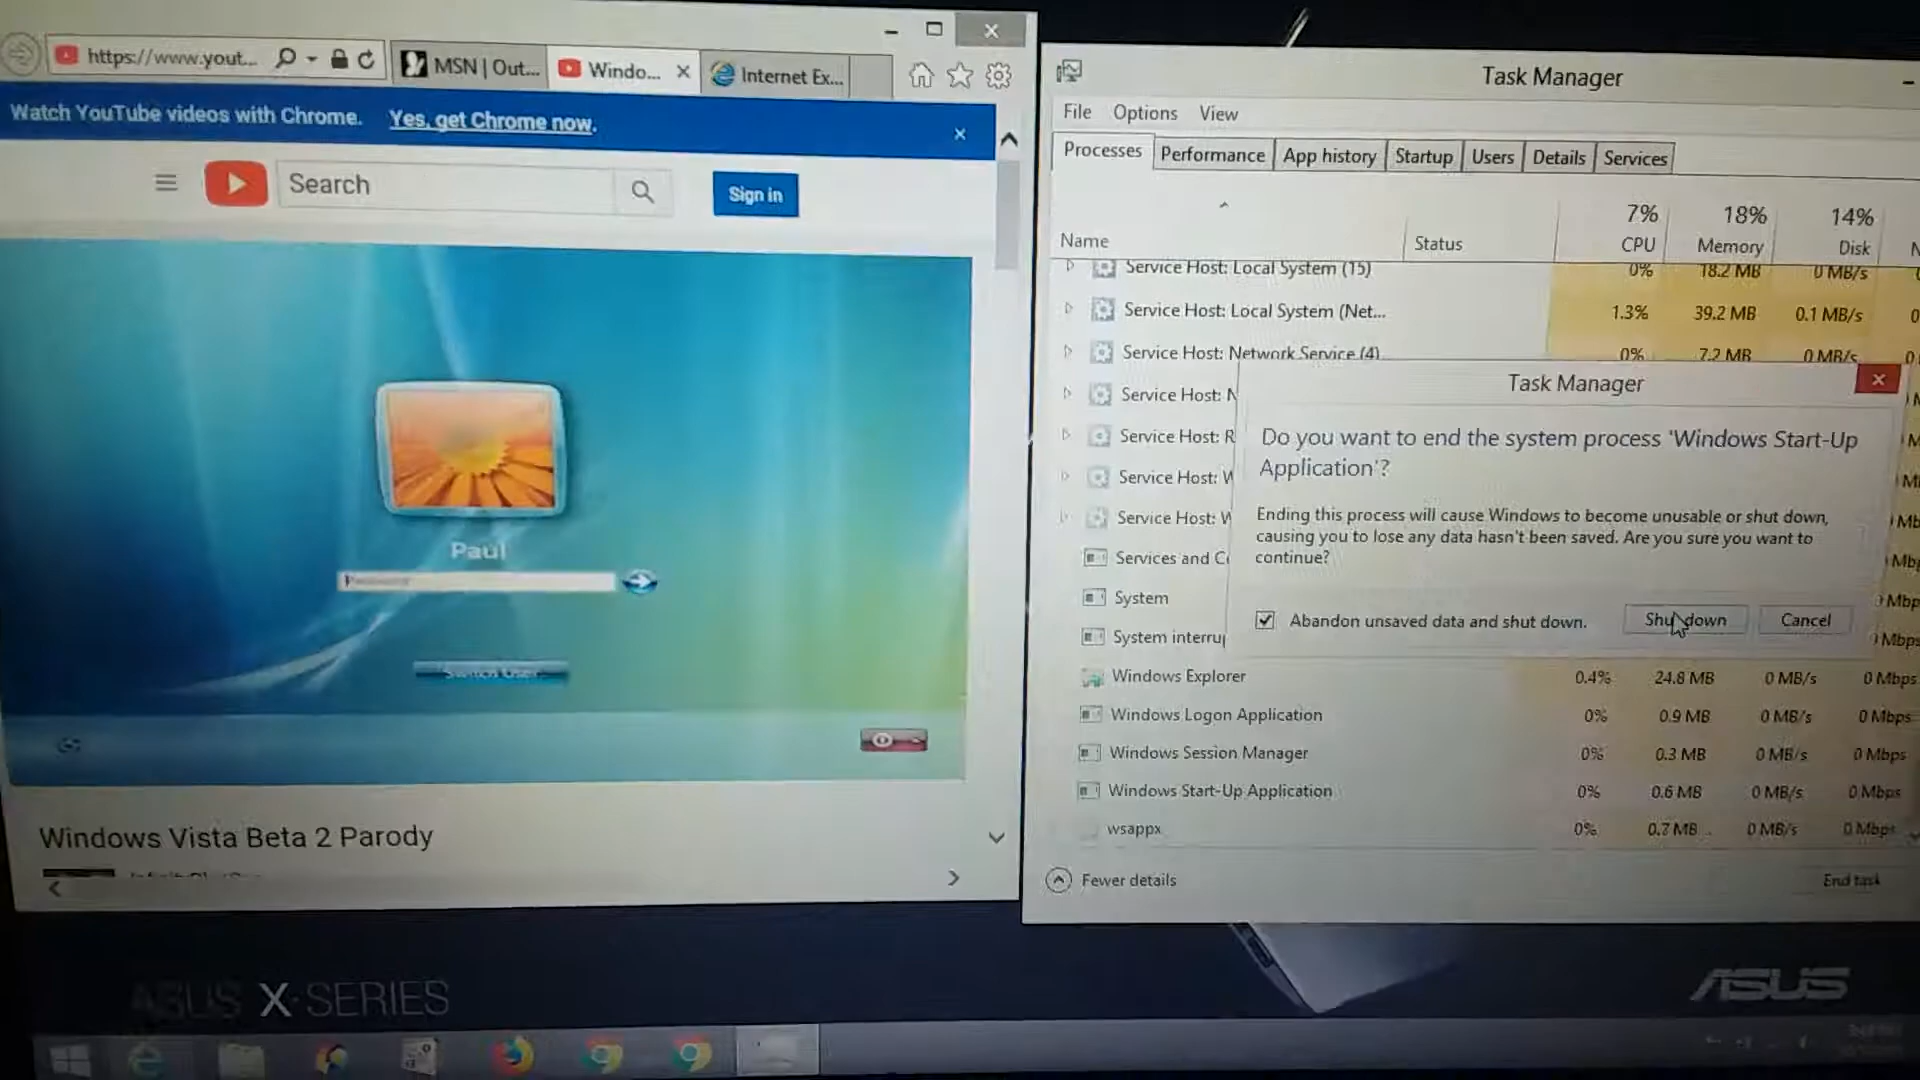 https://www.yout...
MSN | Out...
Windo...
Internet Ex...
Watch YouTube videos with Chrome. Yes, get Chrome now.
Search
Sign in
Paul
Password
Switch User
Windows Vista Beta 2 Parody
Task Manager
File Options View
Processes Performance App history Startup Users Details Services
7% 18% 14%
Name Status CPU Memory Disk N
Service Host: Local System (15) 0% 18.2 MB 0 MB/s
Service Host: Local System (Net... 1.3% 39.2 MB 0.1 MB/s 0
Service Host: Network Service (4) 0% 7.2 MB 0 MB/s 0
Service Host: N
Service Host: R
Service Host: W
Service Host: W
Services and C
System
System interru
Task Manager
Do you want to end the system process 'Windows Start-Up
Application'?
Ending this process will cause Windows to become unusable or shut down,
causing you to lose any data hasn't been saved. Are you sure you want to
continue?
Abandon unsaved data and shut down. Shut down Cancel
Windows Explorer 0.4% 24.8 MB 0 MB/s 0 Mbps
Windows Logon Application 0% 0.9 MB 0 MB/s 0 Mbps
Windows Session Manager 0% 0.3 MB 0 MB/s 0 Mbps
Windows Start-Up Application 0% 0.6 MB 0 MB/s 0 Mbps
wsappx 0% 0.7 MB 0 MB/s 0 Mbps
Fewer details End task
ASUS X-SERIES
ASUS